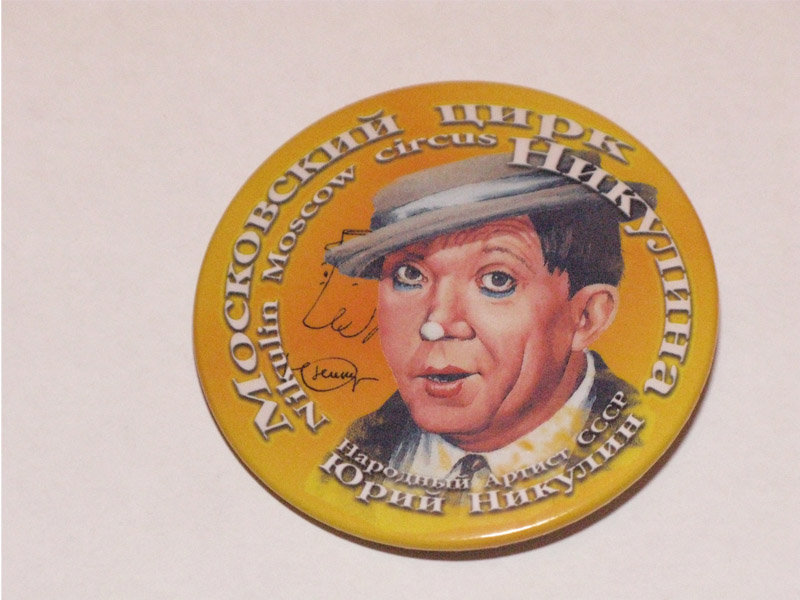 Московский цирк Никулина
Nikulin Moscow circus
Народный Артист СССР
Юрий Никулин